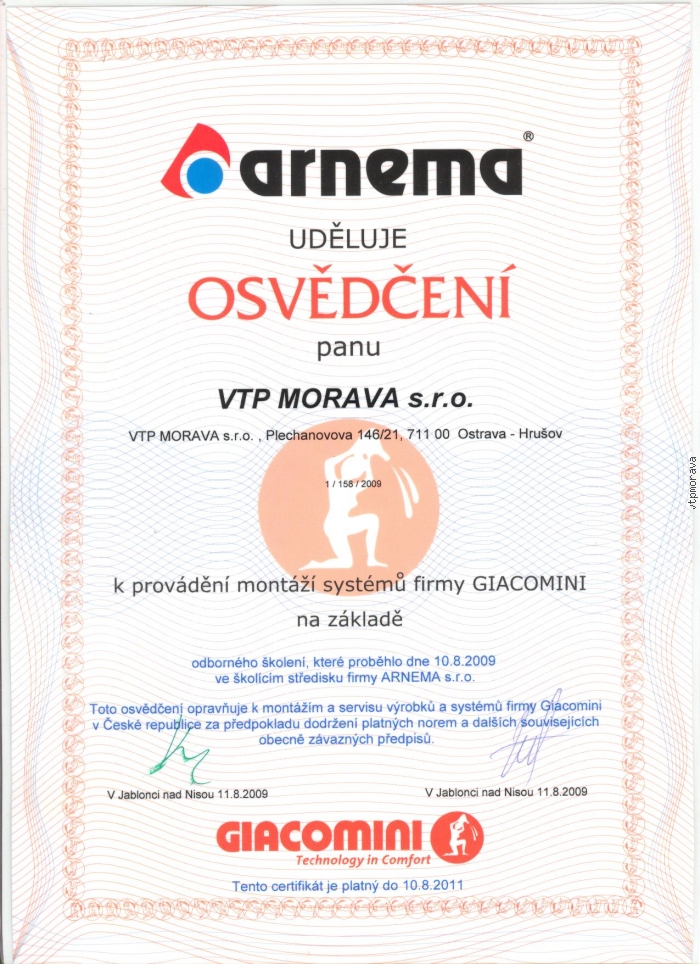 arnema®
UDĚLUJE
OSVĚDČENÍ
panu
VTP MORAVA s.r.o.
VTP MORAVA s.r.o. , Plechanovova 146/21, 711 00 Ostrava - Hrušov
1 / 158 / 2009
k provádění montáží systémů firmy GIACOMINI
na základě
odborného školení, které proběhlo dne 10.8.2009
ve školícím středisku firmy ARNEMA s.r.o.
Toto osvědčení opravňuje k montážím a servisu výrobků a systémů firmy Giacomini
v České republice za předpokladu dodržení platných norem a dalších souvisejících
obecně závazných předpisů.
V Jablonci nad Nisou 11.8.2009
V Jablonci nad Nisou 11.8.2009
GIACOMINI
Technology in Comfort
Tento certifikát je platný do 10.8.2011
vtpmorava